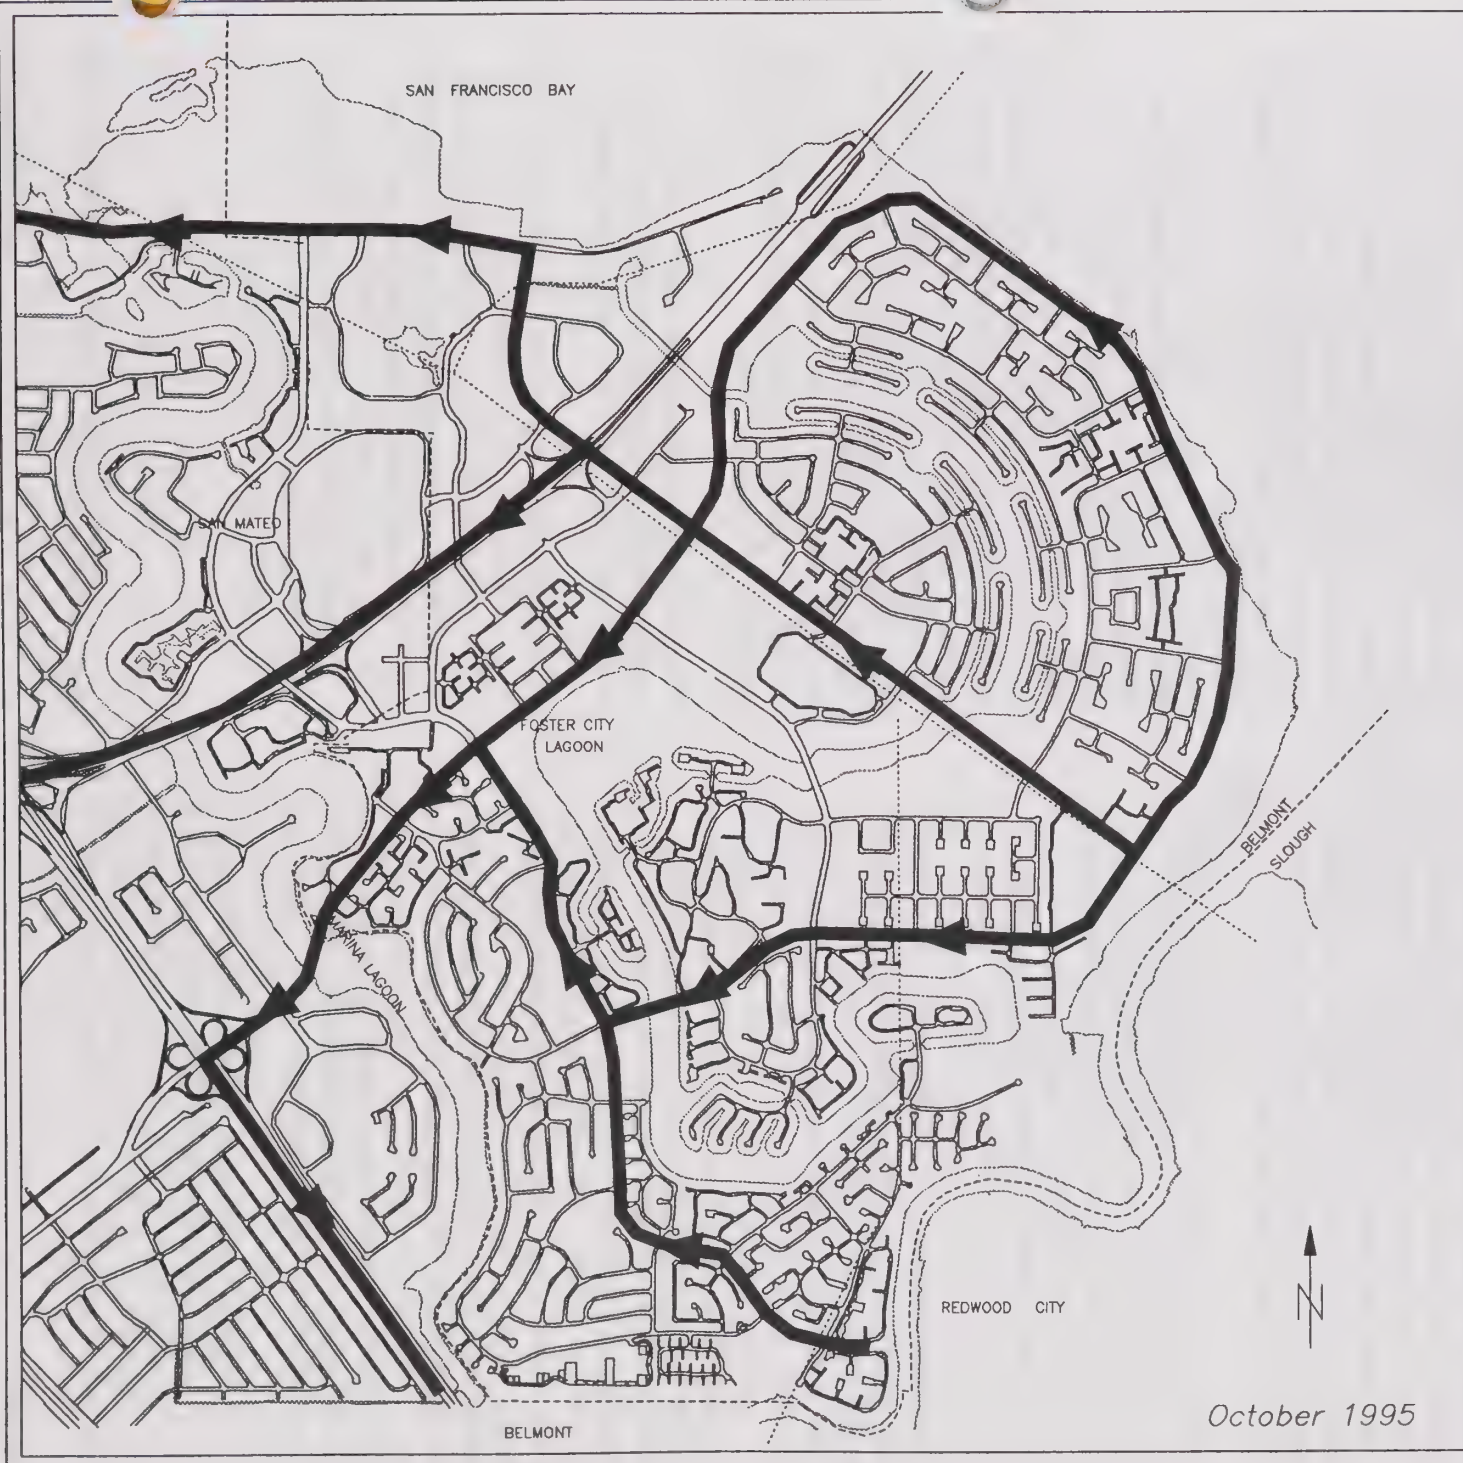 SAN FRANCISCO BAY
SAN MATEO
FOSTER CITY
LAGOON
BELMONT
SLOUGH
MARINA LAGOON
N
REDWOOD CITY
October 1995
BELMONT